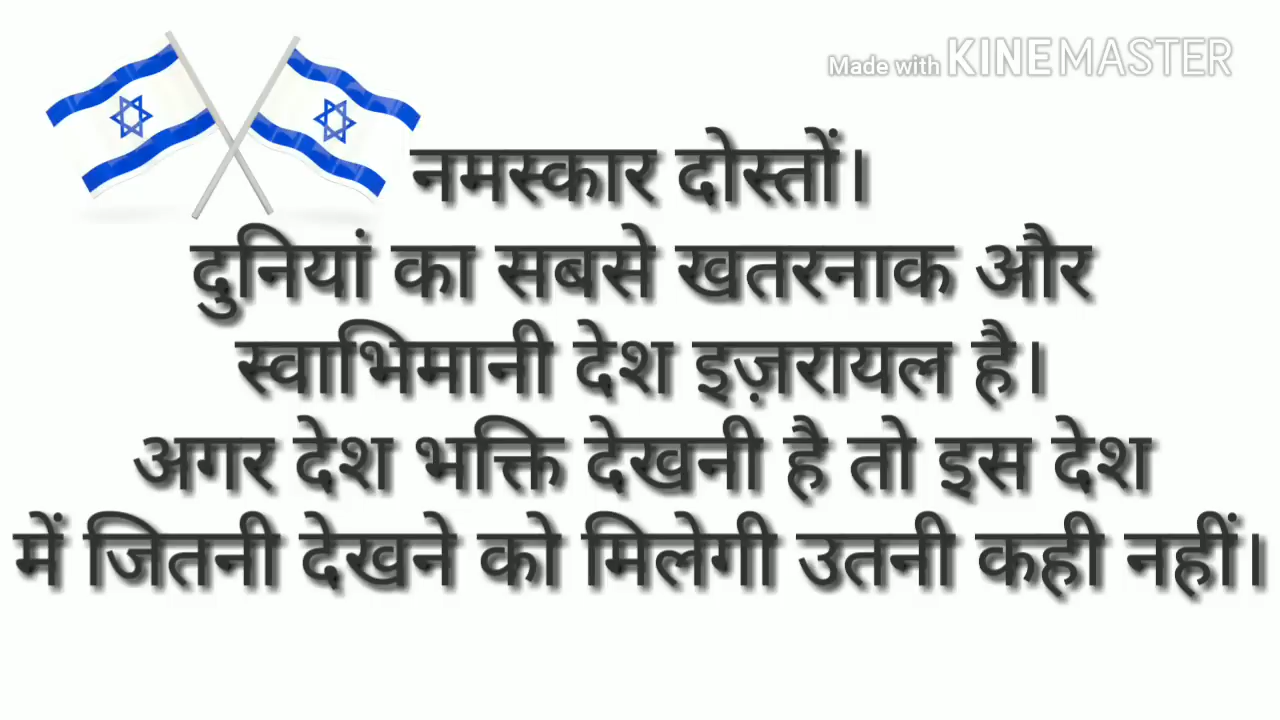 Made with KINEMASTER
नमस्कार दोस्तों।
दुनियां का सबसे खतरनाक और
स्वाभिमानी देश इज़रायल है।
अगर देश भक्ति देखनी है तो इस देश
में जितनी देखने को मिलेगी उतनी कही नहीं।